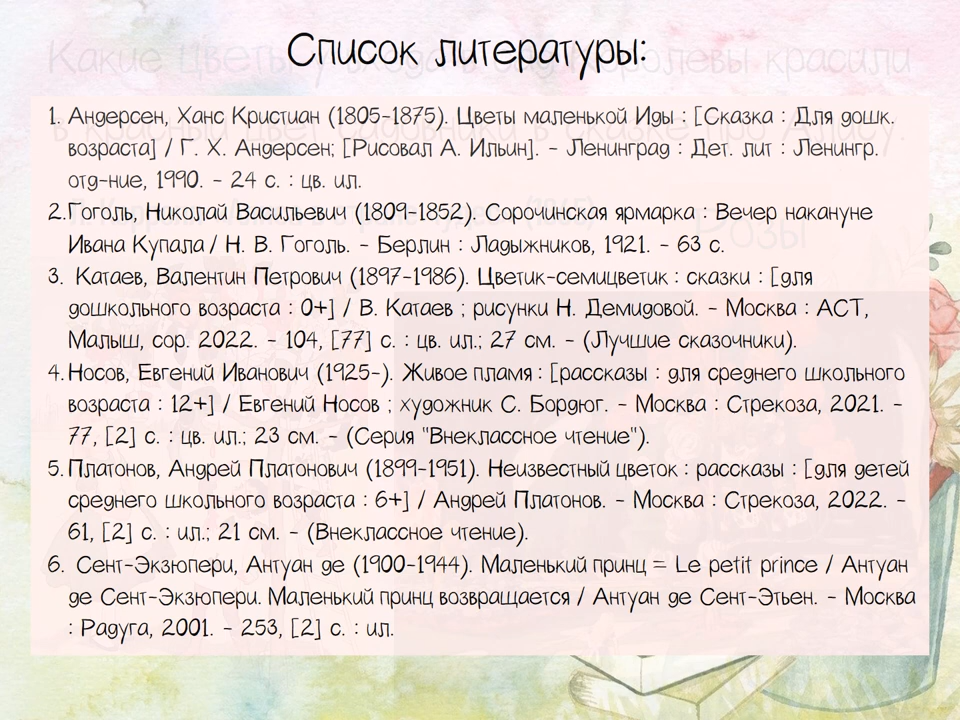 Список литературы:
1. Андерсен, Ханс Кристиан (1805-1875). Цветы маленькой Иды : [Сказка : Для дошк.
возраста] / Г. Х. Андерсен; [Рисовал А. Ильин]. - Ленинград : Дет. лит : Ленингр.
отд-ние, 1990. - 24 с. : цв. ил.
2. Гоголь, Николай Васильевич (1809-1852). Сорочинская ярмарка : Вечер накануне
Ивана Купала / Н. В. Гоголь. - Берлин : Ладыжников, 1921. - 63 с.
3. Катаев, Валентин Петрович (1897-1986). Цветик-семицветик : сказки : [для
дошкольного возраста : 0+] / В. Катаев ; рисунки Н. Демидовой. - Москва : АСТ,
Малыш, сор. 2022. - 104, [77] с. : цв. ил.; 27 см. - (Лучшие сказочники).
4. Носов, Евгений Иванович (1925-). Живое пламя : [рассказы : для среднего школьного
возраста : 12+] / Евгений Носов ; художник С. Бордюг. - Москва : Стрекоза, 2021. -
77, [2] с. : цв. ил.; 23 см. - (Серия "Внеклассное чтение").
5. Платонов, Андрей Платонович (1899-1951). Неизвестный цветок : рассказы : [для детей
среднего школьного возраста : 6+] / Андрей Платонов. - Москва : Стрекоза, 2022. -
61, [2] с. : ил.; 21 см. - (Внеклассное чтение).
6. Сент-Экзюпери, Антуан де (1900-1944). Маленький принц = Le petit prince / Антуан
де Сент-Экзюпери. Маленький принц возвращается / Антуан де Сент-Этьен. - Москва
: Радуга, 2001. - 253, [2] с. : ил.